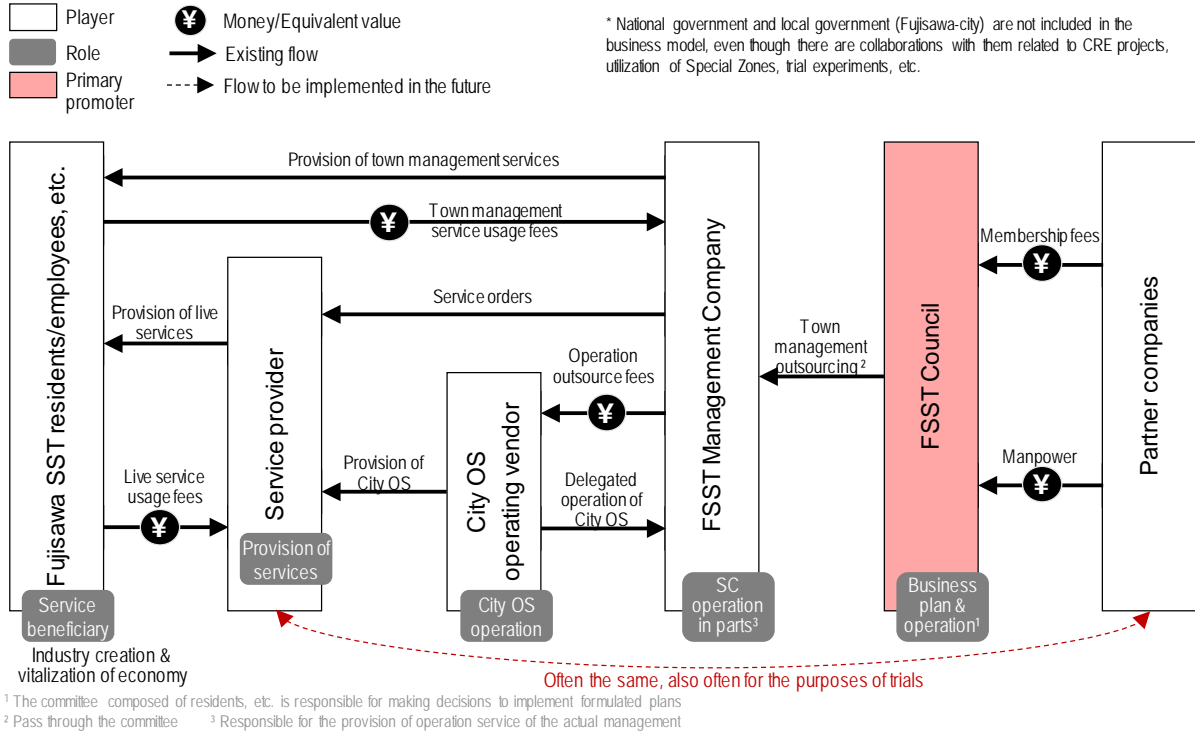 Player
¥ Money/Equivalent value
Role
Existing flow
Primary
promoter
Flow to be implemented in the future
* National government and local government (Fujisawa-city) are not included in the
business model, even though there are collaborations with them related to CRE projects,
utilization of Special Zones, trial experiments, etc.
Fujisawa SST residents/employees, etc.
Service
beneficiary
Industry creation &
vitalization of economy
Provision of town management services
¥
Town management
service usage fees
Provision of live
services
Live service
usage fees
¥
Service provider
Provision of
services
Service orders
Provision of
City OS
City OS
operating vendor
City OS
operation
Operation
outsource fees
¥
Delegated
operation of
City OS
FSST Management Company
SC
operation
in parts³
Town
management
outsourcing ²
FSST Council
Business
plan &
operation¹
Membership fees
¥
Manpower
¥
Partner companies
Often the same, also often for the purposes of trials
¹ The committee composed of residents, etc. is responsible for making decisions to implement formulated plans
² Pass through the committee ³ Responsible for the provision of operation service of the actual management